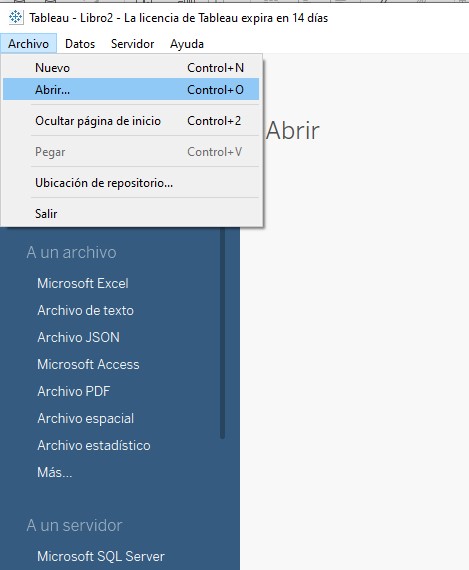 Tableau - Libro2 - La licencia de Tableau expira en 14 días
Archivo Datos Servidor Ayuda
Nuevo Control+N
Abrir... Control+O
Ocultar página de inicio Control+2
Pegar Control+V
Ubicación de repositorio...
Salir
Abrir
A un archivo
Microsoft Excel
Archivo de texto
Archivo JSON
Microsoft Access
Archivo PDF
Archivo espacial
Archivo estadístico
Más...
A un servidor
Microsoft SQL Server